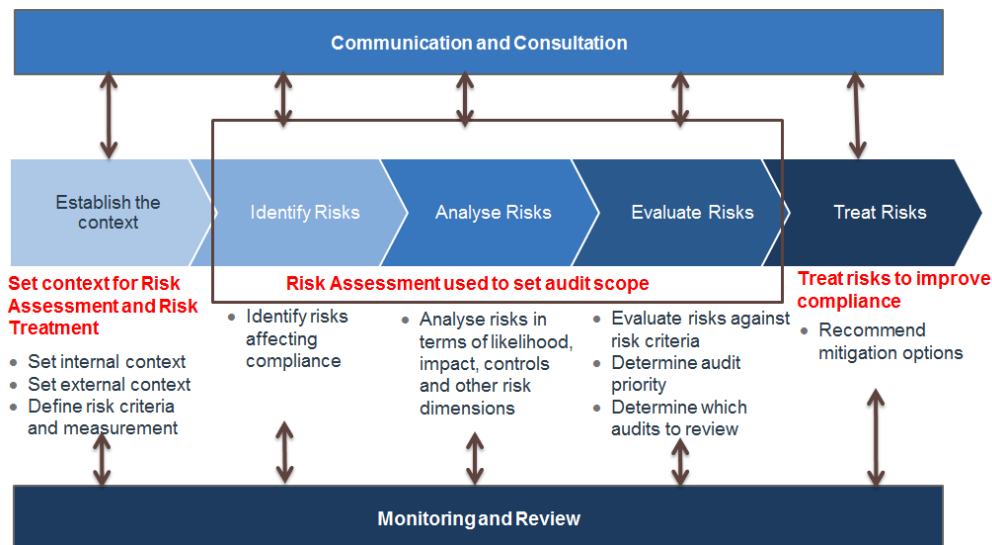 Communication and Consultation
Establish the
context
Identify Risks
Analyse Risks
Evaluate Risks
Treat Risks
Set context for Risk
Assessment and Risk
Treatment
• Set internal context
• Set external context
• Define risk criteria
and measurement
Risk Assessment used to set audit scope
• Identify risks
affecting
compliance
• Analyse risks in
terms of likelihood,
impact, controls
and other risk
dimensions
• Evaluate risks against
risk criteria
• Determine audit
priority
• Determine which
audits to review
Treat risks to improve
compliance
• Recommend
mitigation options
Monitoring and Review